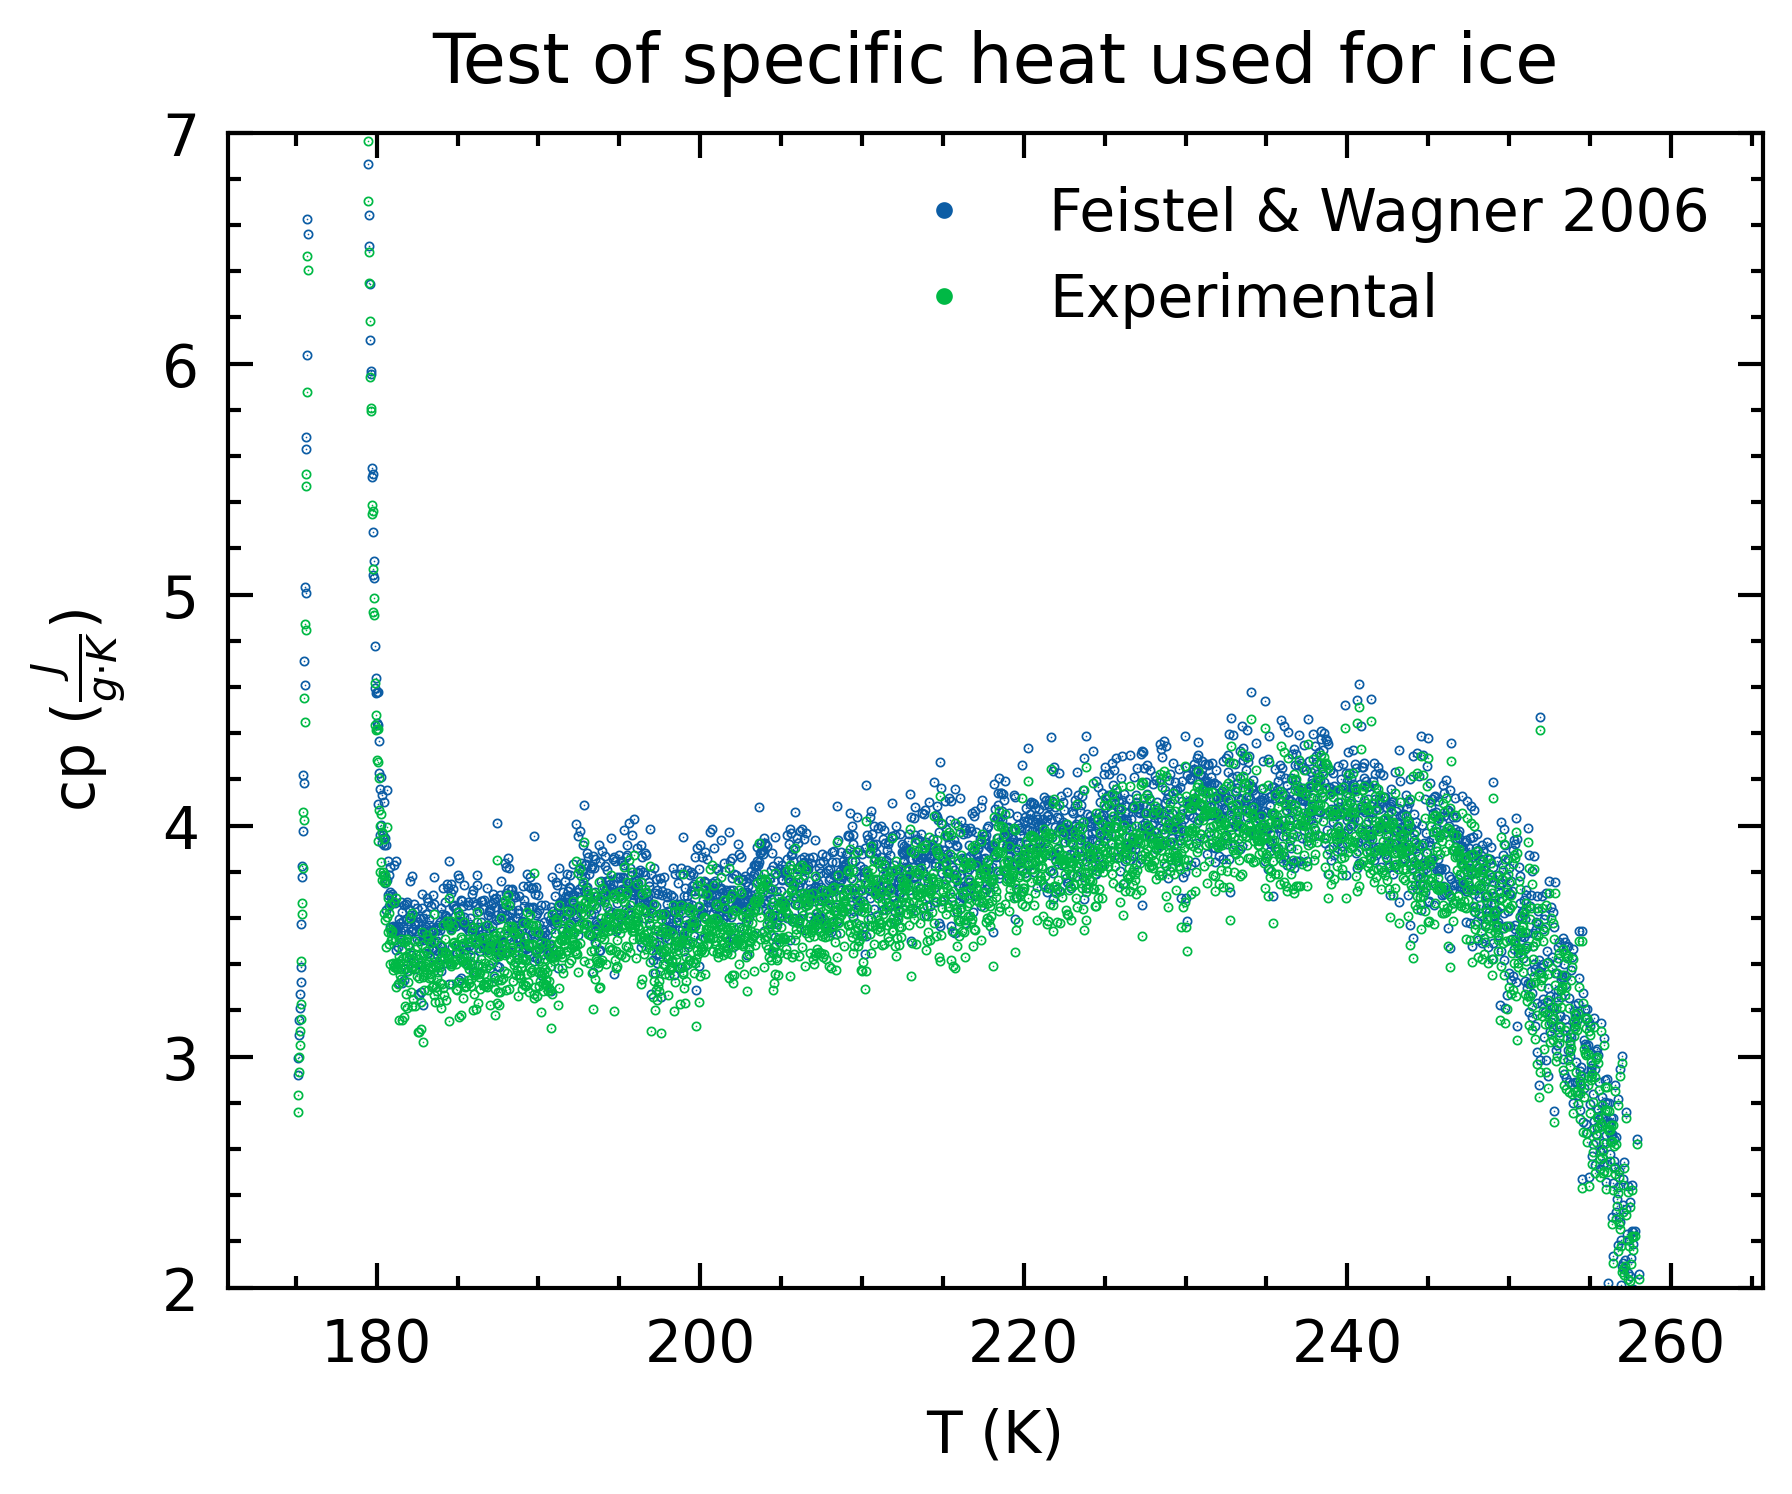 Test of specific heat used for ice
7
6
5
4
3
2
cp (J/g·K)
Feistel & Wagner 2006
Experimental
180 200 220 240 260
T (K)